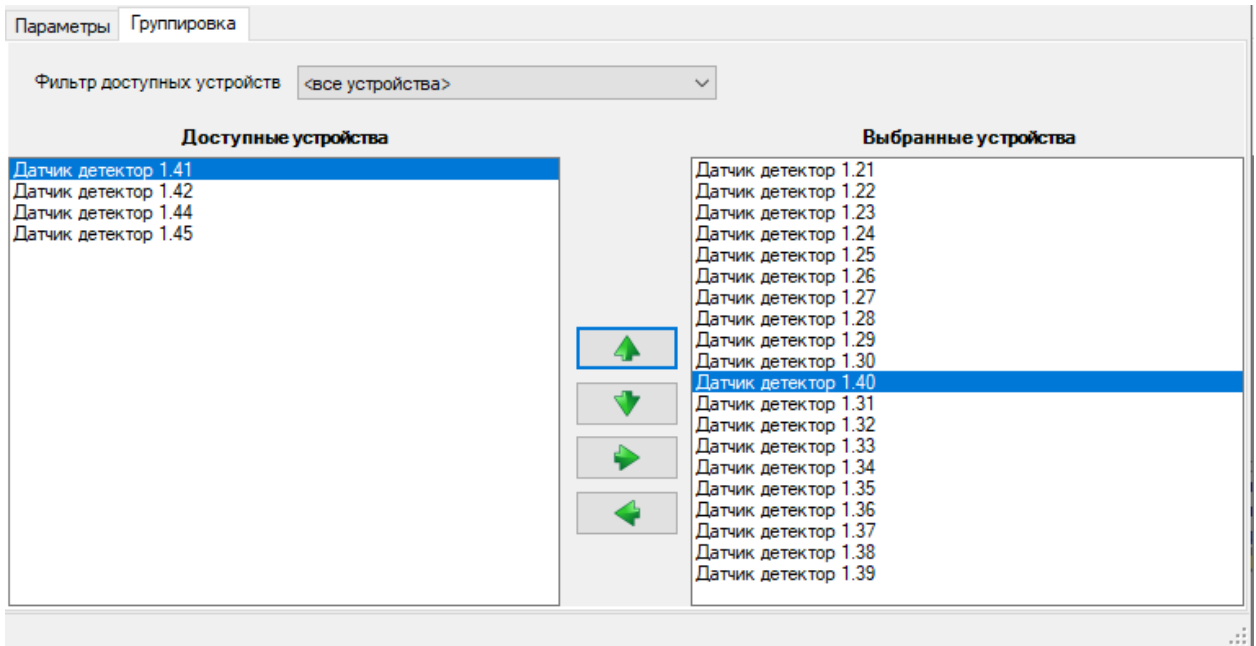 Параметры Группировка
Фильтр доступных устройств <все устройства>
Доступные устройства
Датчик детектор 1.41
Датчик детектор 1.42
Датчик детектор 1.44
Датчик детектор 1.45
Выбранные устройства
Датчик детектор 1.21
Датчик детектор 1.22
Датчик детектор 1.23
Датчик детектор 1.24
Датчик детектор 1.25
Датчик детектор 1.26
Датчик детектор 1.27
Датчик детектор 1.28
Датчик детектор 1.29
Датчик детектор 1.30
Датчик детектор 1.40
Датчик детектор 1.31
Датчик детектор 1.32
Датчик детектор 1.33
Датчик детектор 1.34
Датчик детектор 1.35
Датчик детектор 1.36
Датчик детектор 1.37
Датчик детектор 1.38
Датчик детектор 1.39